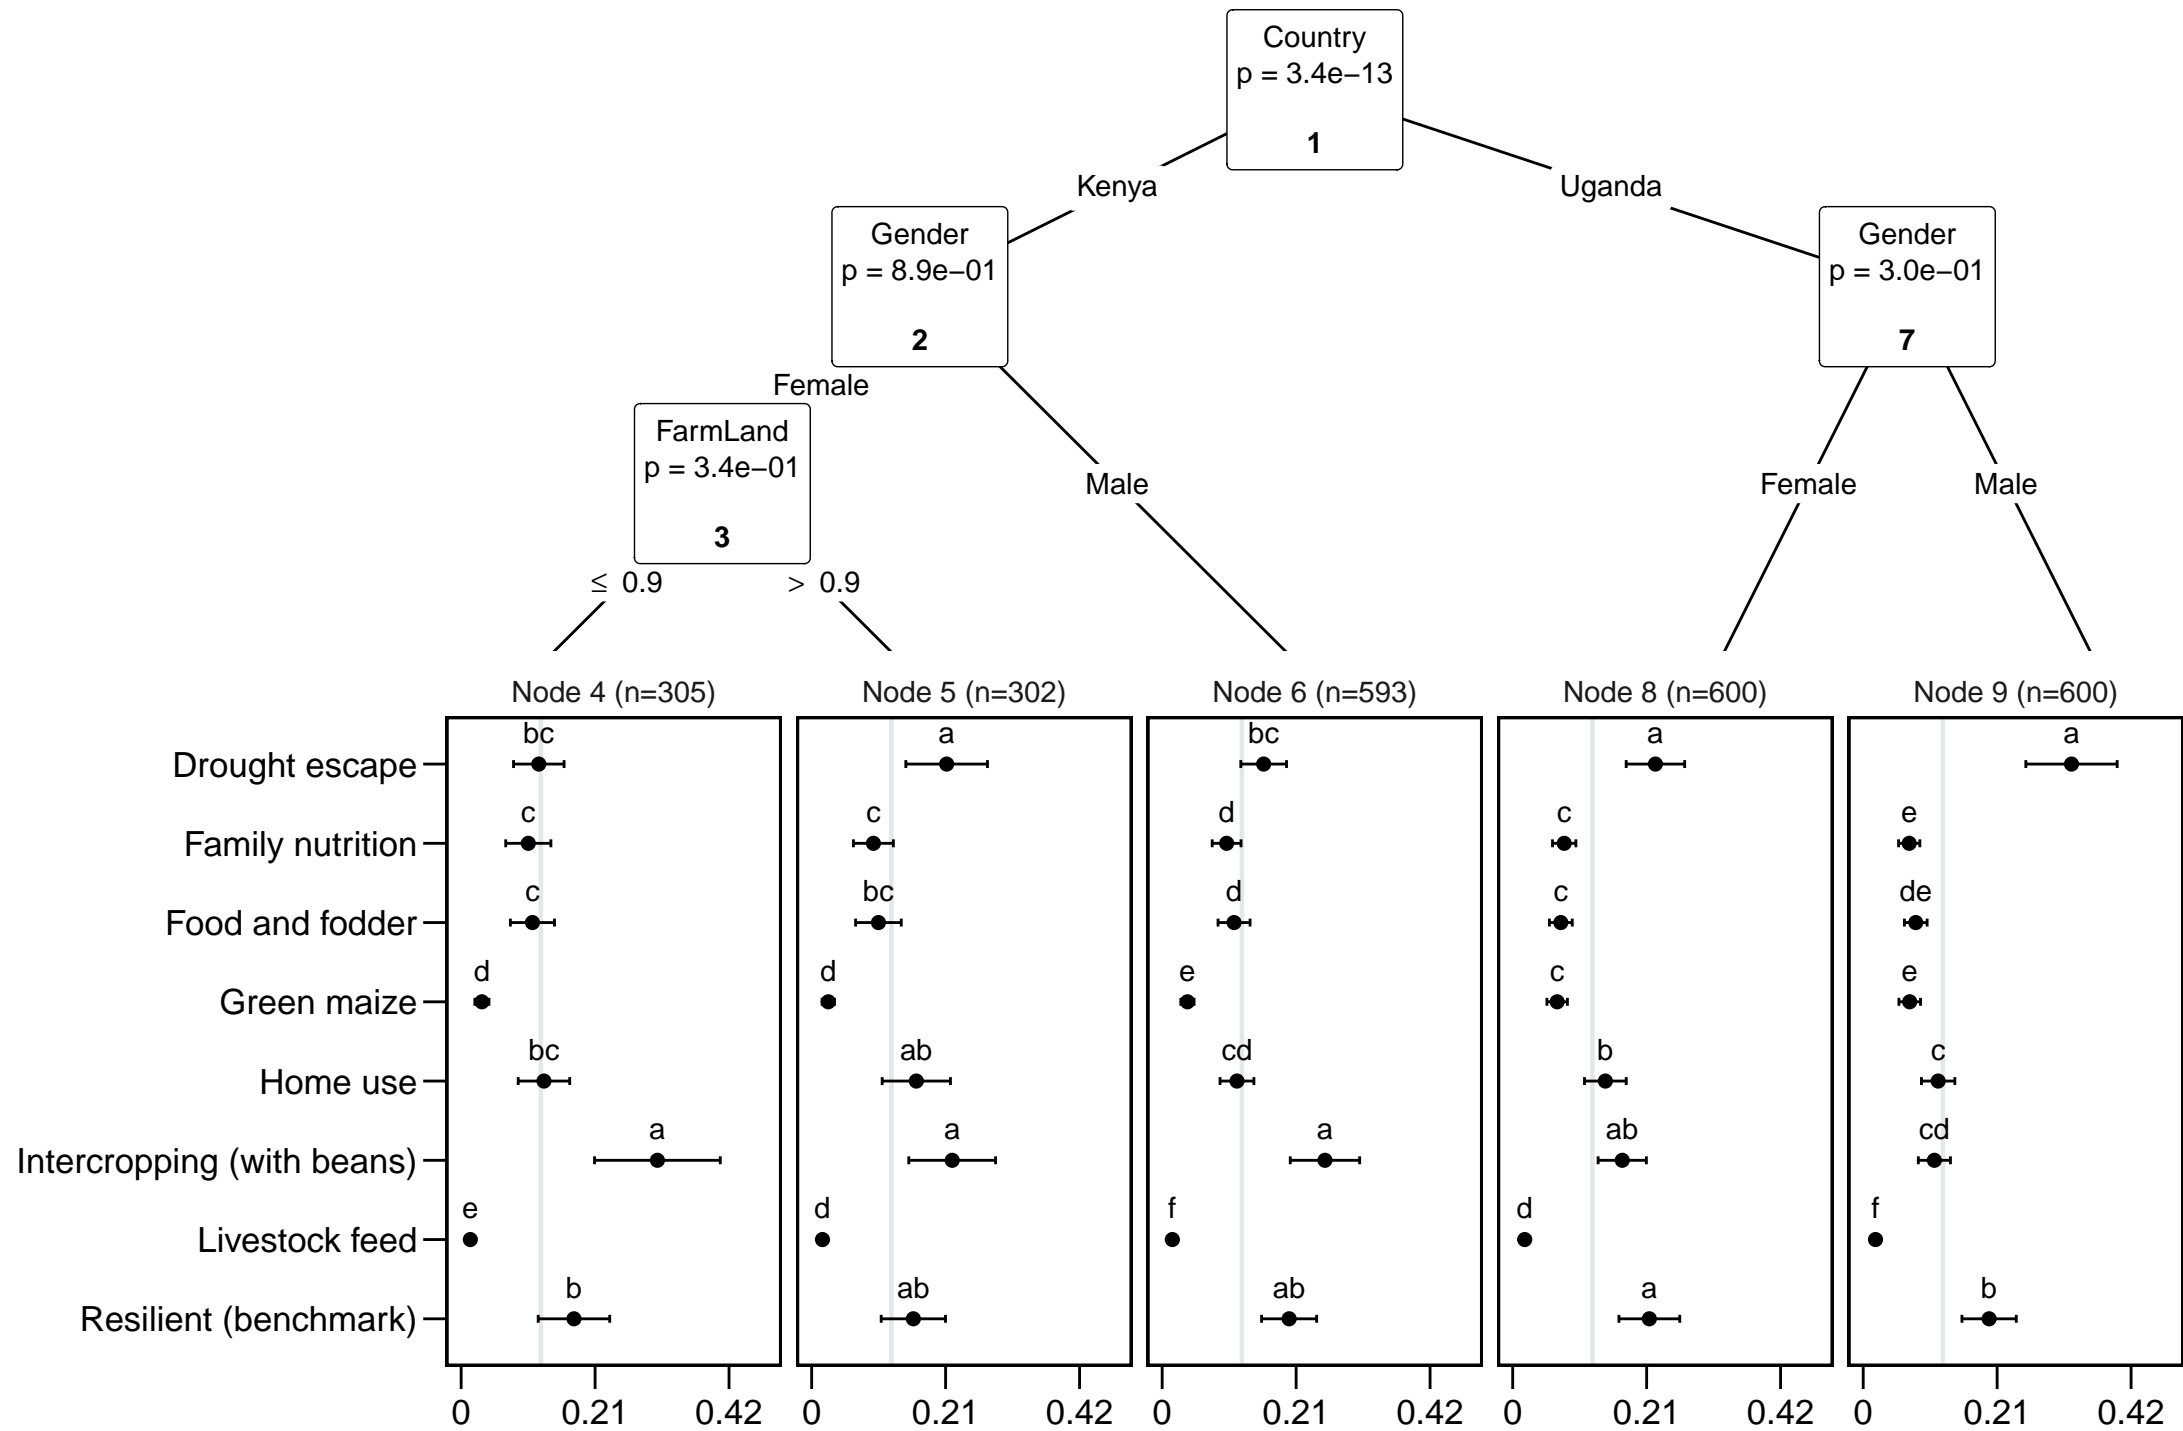 Country
p = 3.4e−13
1
Kenya
Uganda
Gender
p = 8.9e−01
2
Gender
p = 3.0e−01
7
Female
FarmLand
p = 3.4e−01
3
Male
Female
Male
≤ 0.9
> 0.9
Node 4 (n=305)
Node 5 (n=302)
Node 6 (n=593)
Node 8 (n=600)
Node 9 (n=600)
bc a bc a a
Drought escape
c c d c e
Family nutrition
c bc d c de
Food and fodder
d d e c e
Green maize
bc ab cd b c
Home use
a a a ab cd
Intercropping (with beans)
e d f d f
Livestock feed
b ab ab a b
Resilient (benchmark)
0 0.21 0.42 0 0.21 0.42 0 0.21 0.42 0 0.21 0.42 0 0.21 0.42